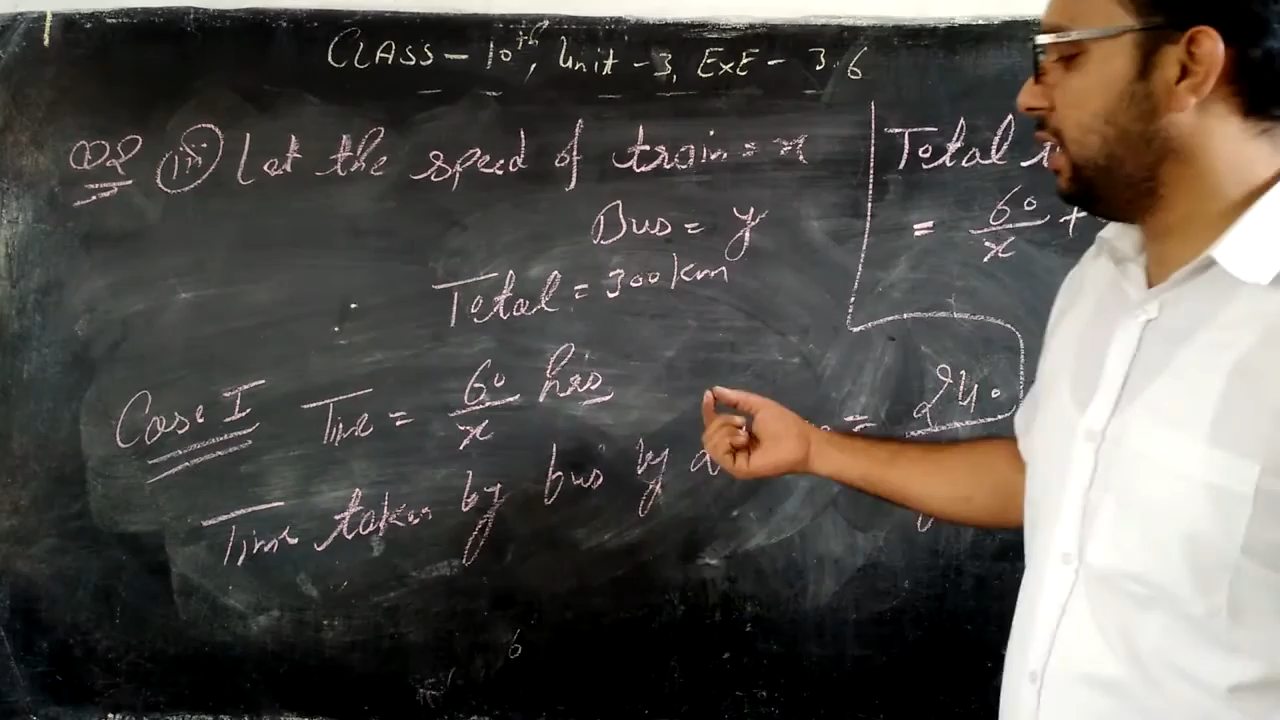 CLASS - 10th, Unit - 3, EXE - 3.6
Q2 (iii) Let the speed of train = x
Bus = y
Total = 300 km
Case I Time = 60/x hrs
Time taken by bus by
= 240
Total
= 60/x +
6